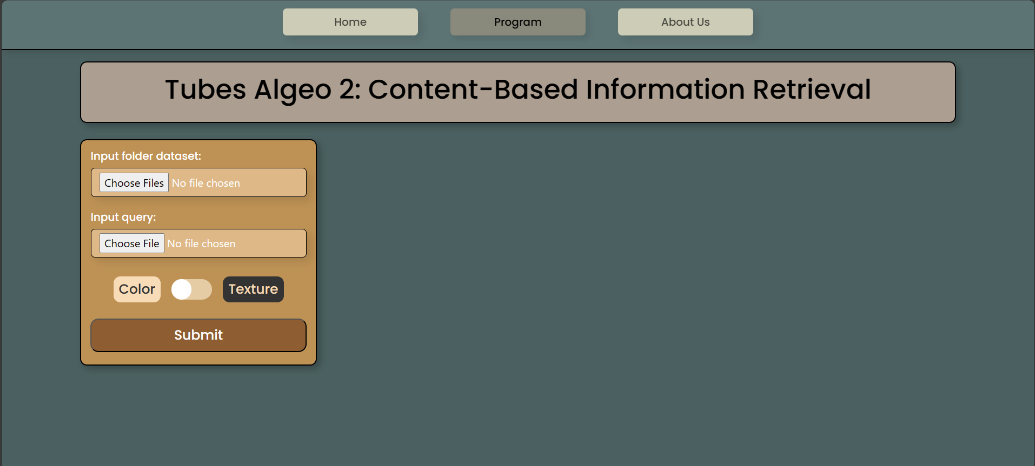 Home Program About Us
Tubes Algeo 2: Content-Based Information Retrieval
Input folder dataset:
Choose Files No file chosen
Input query:
Choose File No file chosen
Color Texture
Submit